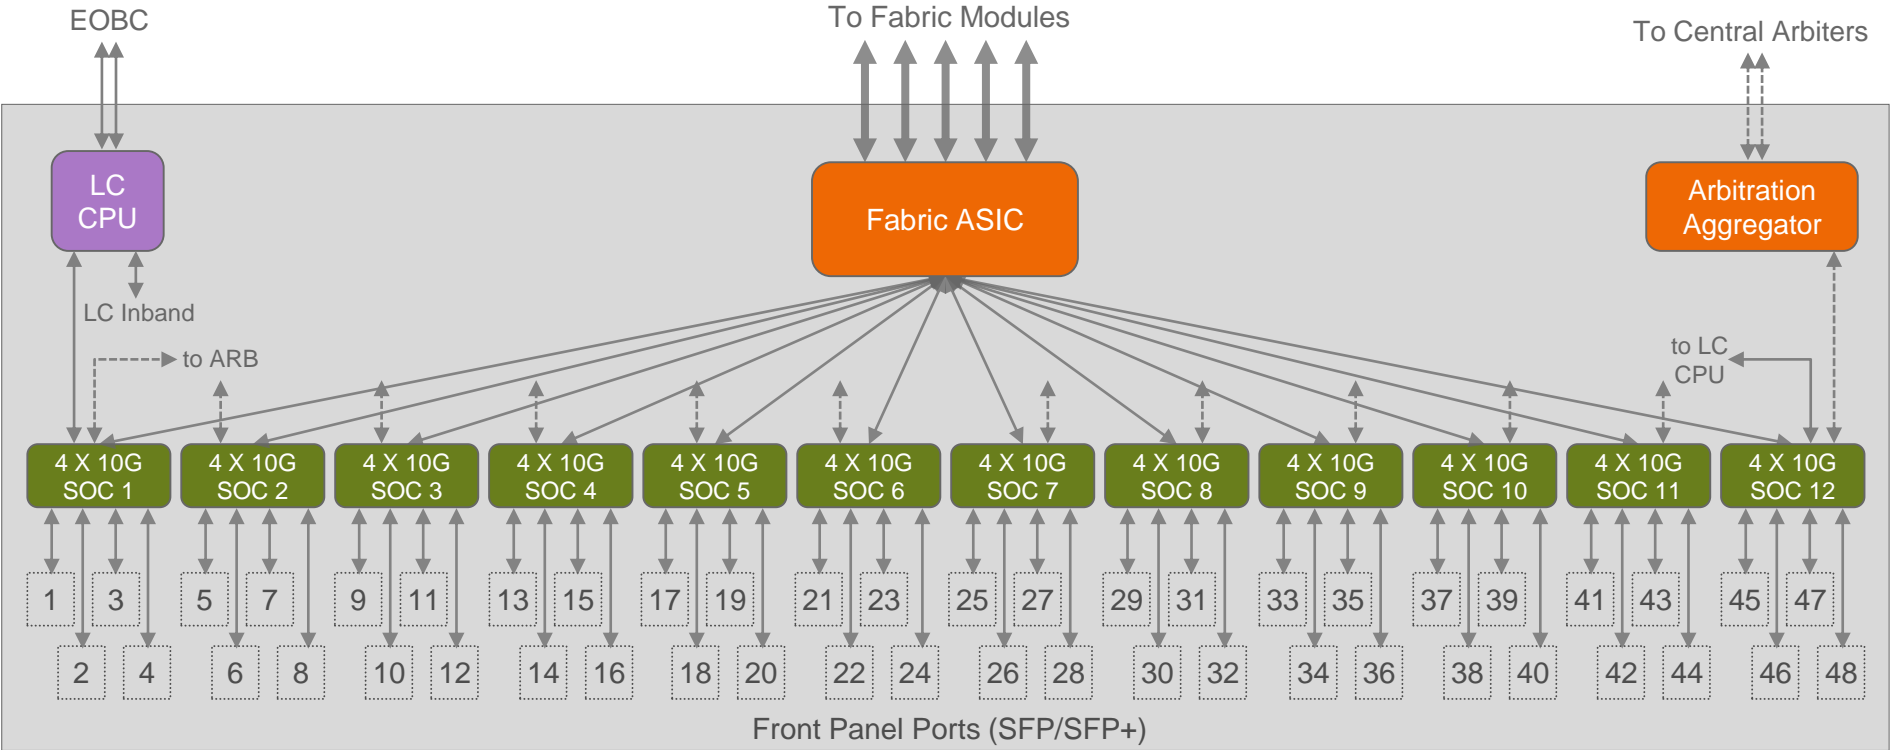 EOBC
To Fabric Modules
To Central Arbiters
LC
CPU
Fabric ASIC
Arbitration
Aggregator
LC Inband
to ARB
to LC
CPU
4 X 10G
SOC 1
4 X 10G
SOC 2
4 X 10G
SOC 3
4 X 10G
SOC 4
4 X 10G
SOC 5
4 X 10G
SOC 6
4 X 10G
SOC 7
4 X 10G
SOC 8
4 X 10G
SOC 9
4 X 10G
SOC 10
4 X 10G
SOC 11
4 X 10G
SOC 12
1 3 5 7 9 11 13 15 17 19 21 23 25 27 29 31 33 35 37 39 41 43 45 47
2 4 6 8 10 12 14 16 18 20 22 24 26 28 30 32 34 36 38 40 42 44 46 48
Front Panel Ports (SFP/SFP+)